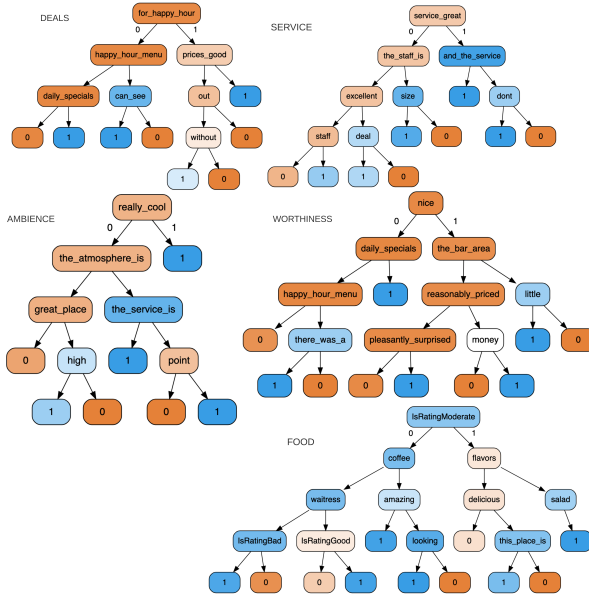 DEALS
for_happy_hour
0 1
happy_hour_menu prices_good
daily_specials can_see out 1
0 1 1 0 without 0
1 0
SERVICE
service_great
0 1
the_staff_is and_the_service
excellent size 1 dont
staff deal 1 0 1 0
0 1 1 0
AMBIENCE
really_cool
0 1
the_atmosphere_is 1
great_place the_service_is
0 high 1 point
1 0 0 1
WORTHINESS
nice
0 1
daily_specials the_bar_area
happy_hour_menu 1 reasonably_priced little
0 there_was_a pleasantly_surprised money 1 0
1 0 0 1 0 1
FOOD
IsRatingModerate
0 1
coffee flavors
waitress amazing delicious salad
IsRatingBad IsRatingGood 1 looking 0 this_place_is 1
1 0 0 1 1 0 1 0